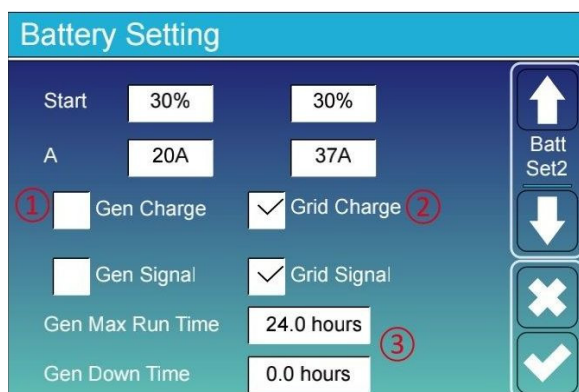 Battery Setting
Start 30% 30%
A 20A 37A
① Gen Charge Grid Charge ②
Gen Signal Grid Signal
Gen Max Run Time 24.0 hours
③
Gen Down Time 0.0 hours
Batt
Set2